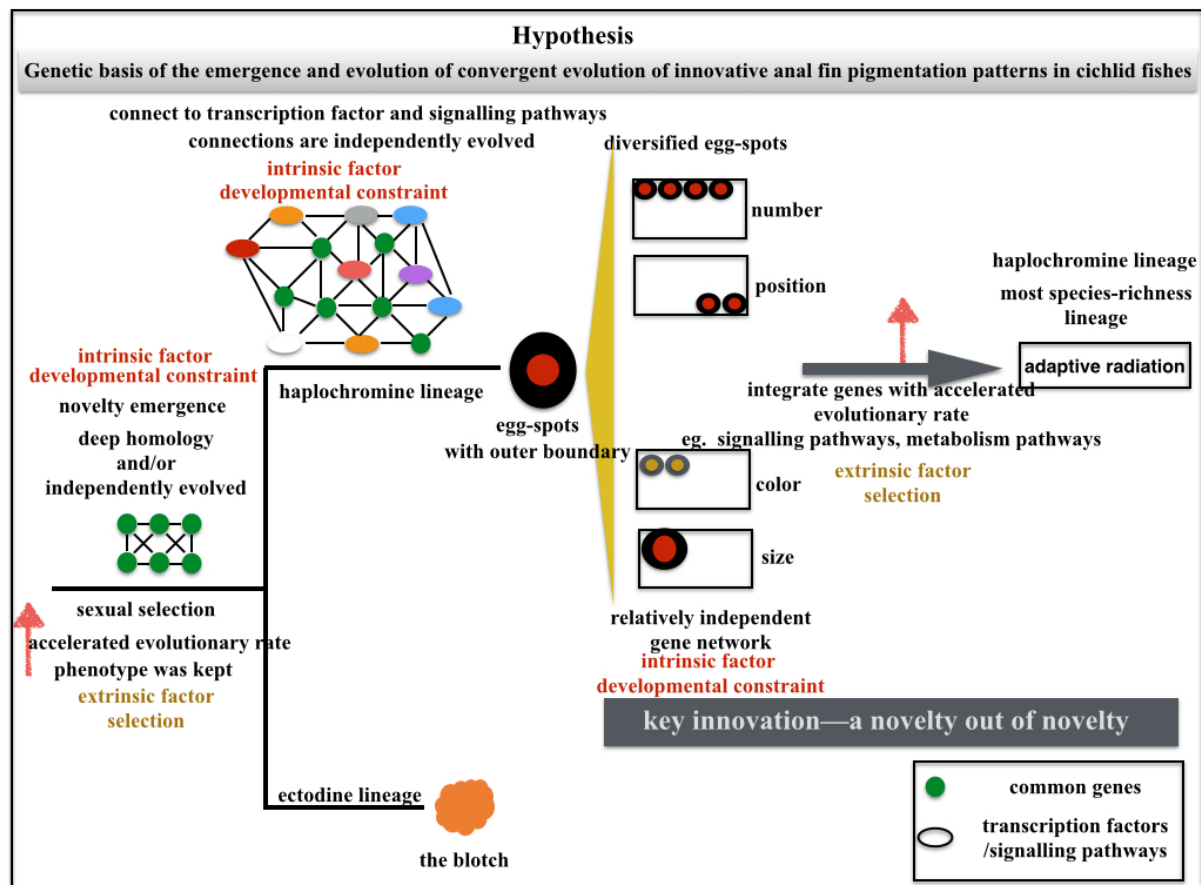 Hypothesis
Genetic basis of the emergence and evolution of convergent evolution of innovative anal fin pigmentation patterns in cichlid fishes
connect to transcription factor and signalling pathways
connections are independently evolved
intrinsic factor
developmental constraint
intrinsic factor
developmental constraint
novelty emergence
deep homology
and/or
independently evolved
sexual selection
accelerated evolutionary rate
phenotype was kept
extrinsic factor
selection
haplochromine lineage
egg-spots
with outer boundary
ectodine lineage
the blotch
diversified egg-spots
number
position
color
size
relatively independent
gene network
intrinsic factor
developmental constraint
haplochromine lineage
most species-richness
lineage
adaptive radiation
integrate genes with accelerated
evolutionary rate
eg. signalling pathways, metabolism pathways
extrinsic factor
selection
key innovation—a novelty out of novelty
common genes
transcription factors
/signalling pathways